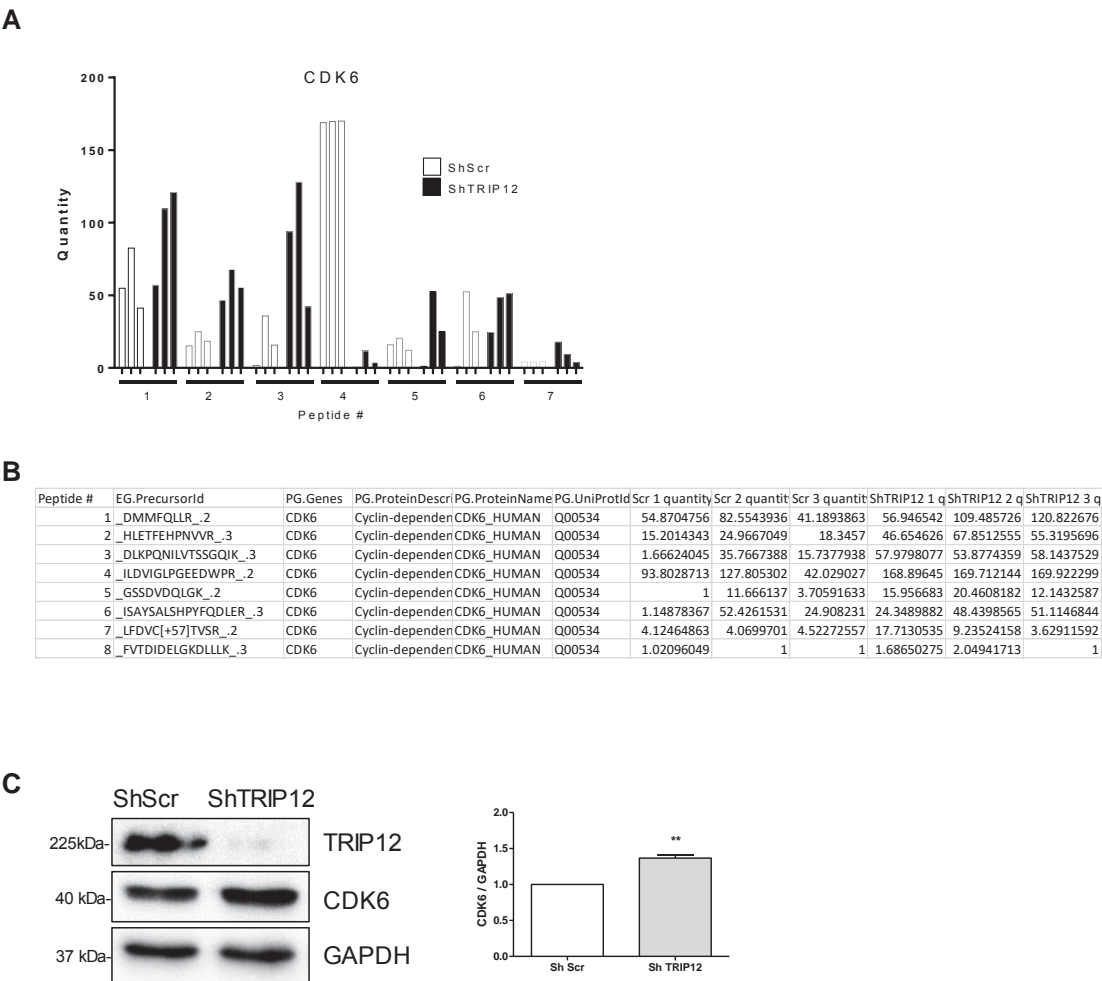 A
CDK6
200
150
100
50
0
Quantity
ShScr
ShTRIP12
1 2 3 4 5 6 7
Peptide #
B
Peptide # EG.PrecursorId PG.Genes PG.ProteinDescri PG.ProteinName PG.UniProtId Scr 1 quantity Scr 2 quantit Scr 3 quantit ShTRIP12 1 q ShTRIP12 2 q ShTRIP12 3 q
1 _DMMFQLLR_.2 CDK6 Cyclin-dependen CDK6_HUMAN Q00534 54.8704756 82.5543936 41.1893863 56.946542 109.485726 120.822676
2 _HLETFEHPNVVR_.3 CDK6 Cyclin-dependen CDK6_HUMAN Q00534 15.2014343 24.9667049 18.3457 46.654626 67.8512555 55.3195696
3 _DLKPQNILVTSSGQIK_.3 CDK6 Cyclin-dependen CDK6_HUMAN Q00534 1.66624045 35.7667388 15.7377938 57.9798077 53.8774359 58.1437529
4 _ILDVIGLPGEEDWPR_.2 CDK6 Cyclin-dependen CDK6_HUMAN Q00534 93.8028713 127.805302 42.029027 168.89645 169.712144 169.922299
5 _GSSDVDQLGK_.2 CDK6 Cyclin-dependen CDK6_HUMAN Q00534 1 11.666137 3.70591633 15.956683 20.4608182 12.1432587
6 _ISAYSALSHPYFQDLER_.3 CDK6 Cyclin-dependen CDK6_HUMAN Q00534 1.14878367 52.4261531 24.908231 24.3489882 48.4398565 51.1146844
7 _LFDVC[+57]TVSR_.2 CDK6 Cyclin-dependen CDK6_HUMAN Q00534 4.12464863 4.0699701 4.52272557 17.7130535 9.23524158 3.62911592
8 _FVTDIDELGKDLLLK_.3 CDK6 Cyclin-dependen CDK6_HUMAN Q00534 1.02096049 1 1 1.68650275 2.04941713 1
C
ShScr ShTRIP12
225kDa- TRIP12
40 kDa- CDK6
37 kDa- GAPDH
2.0
1.5
1.0
0.5
0.0
CDK6 / GAPDH
**
Sh Scr Sh TRIP12